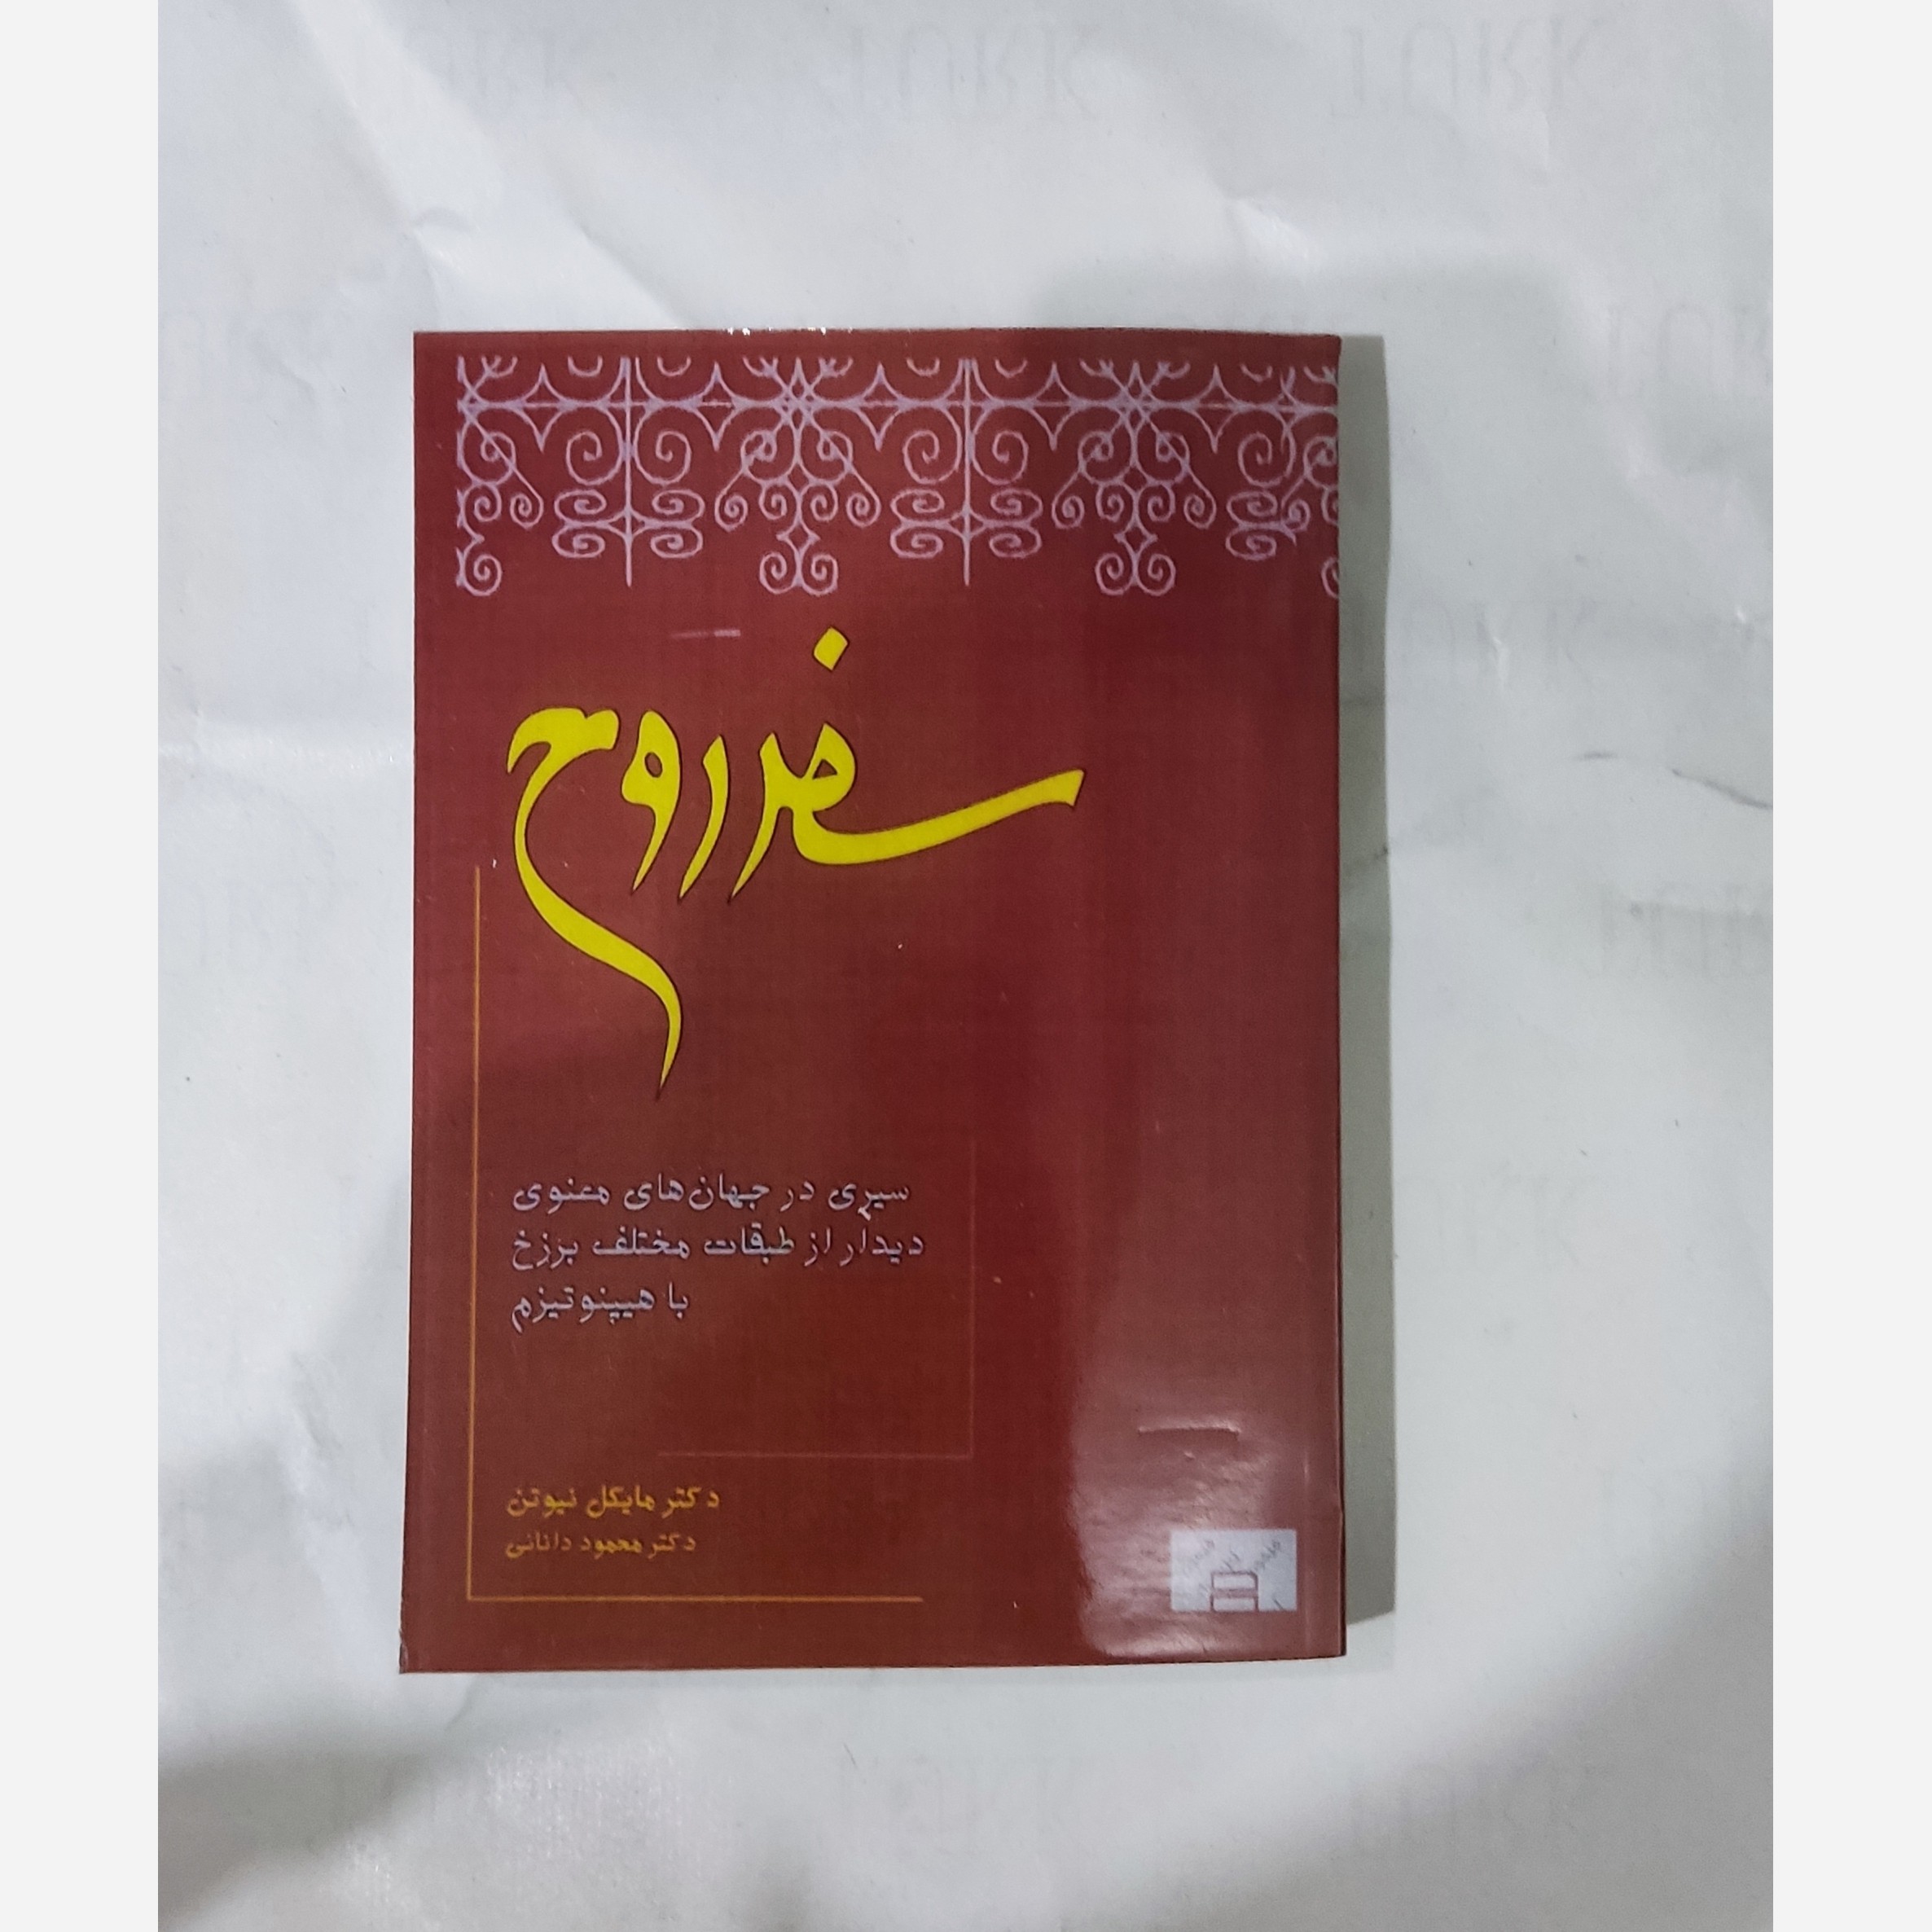 سفر روح
سیری در جهان‌های معنوی
دیدار از طبقات مختلف برزخ
با هیپنوتیزم
دکتر مایکل نیوتن
دکتر محمود دانائی